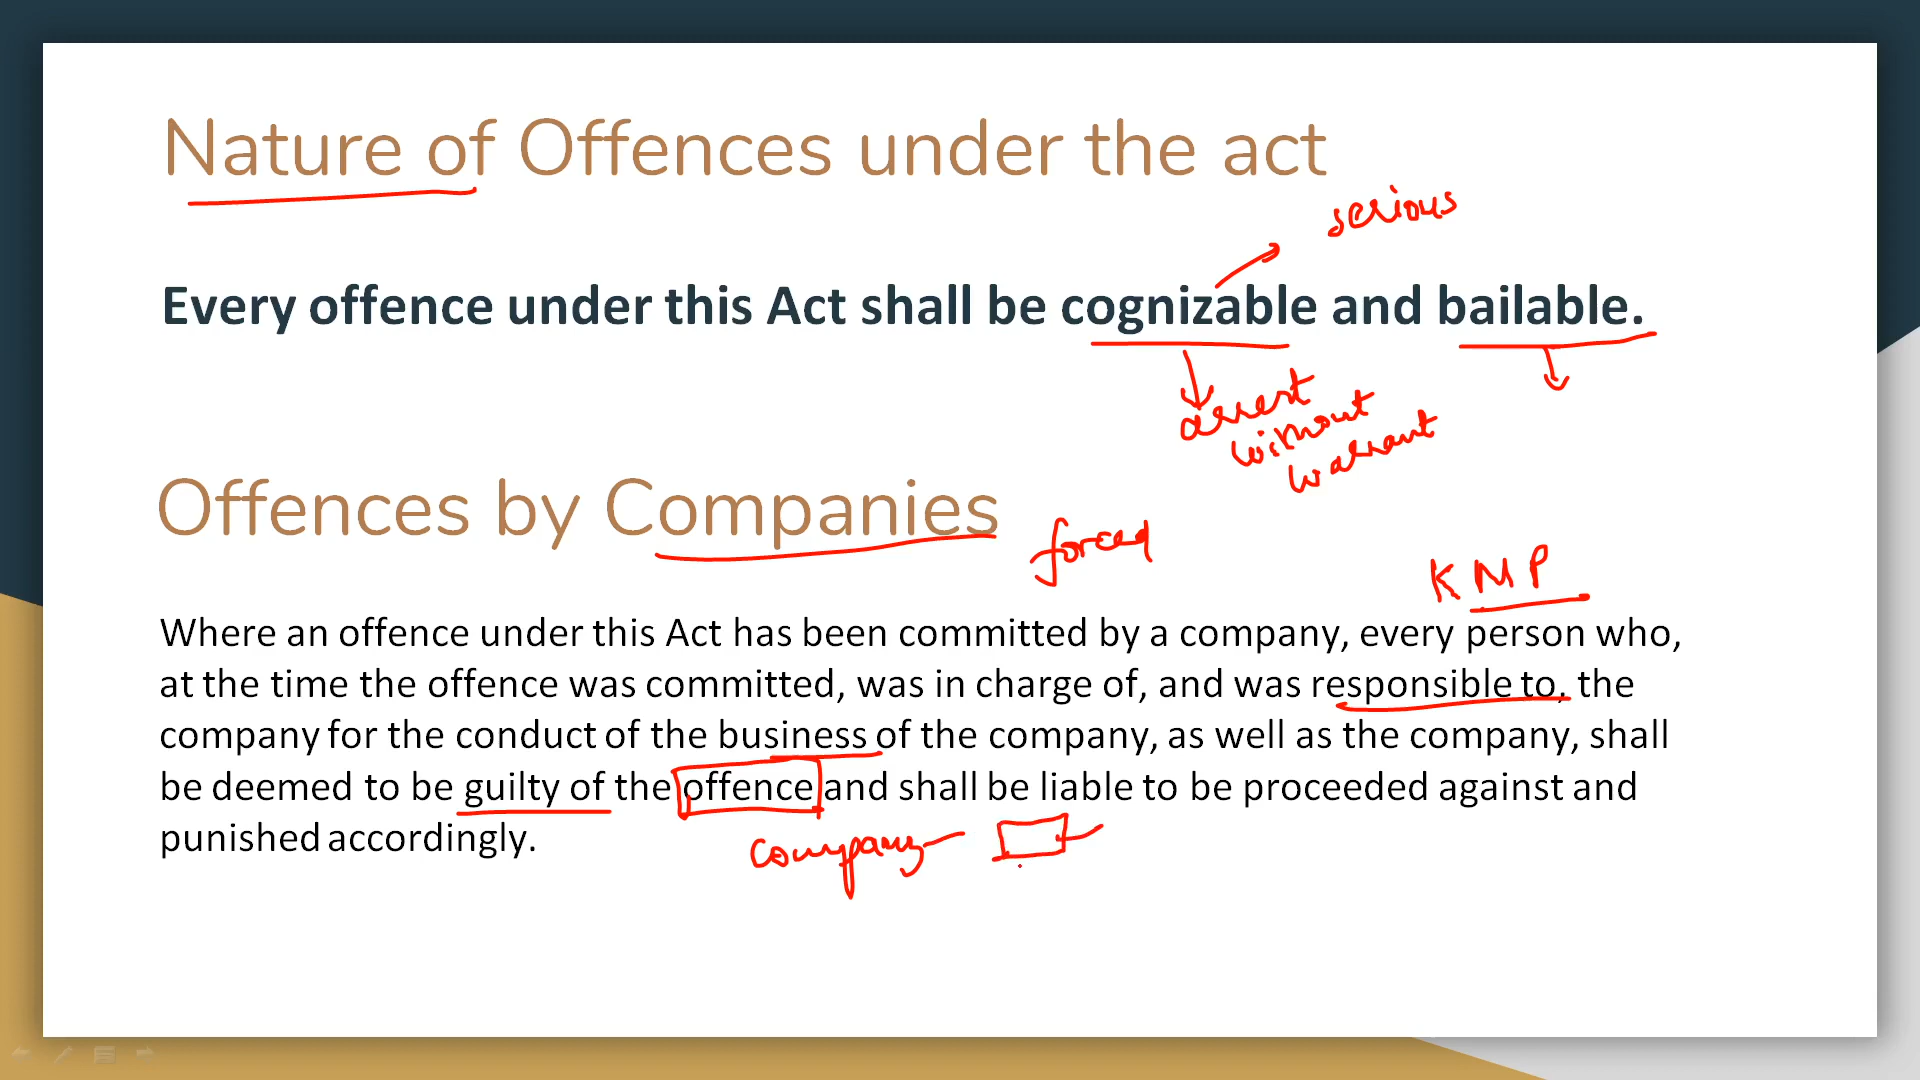 Nature of Offences under the act
serious
Every offence under this Act shall be cognizable and bailable.
arrest
without
warrant
Offences by Companies
forced
KMP
Where an offence under this Act has been committed by a company, every person who,
at the time the offence was committed, was in charge of, and was responsible to, the
company for the conduct of the business of the company, as well as the company, shall
be deemed to be guilty of the offence and shall be liable to be proceeded against and
punished accordingly.
company